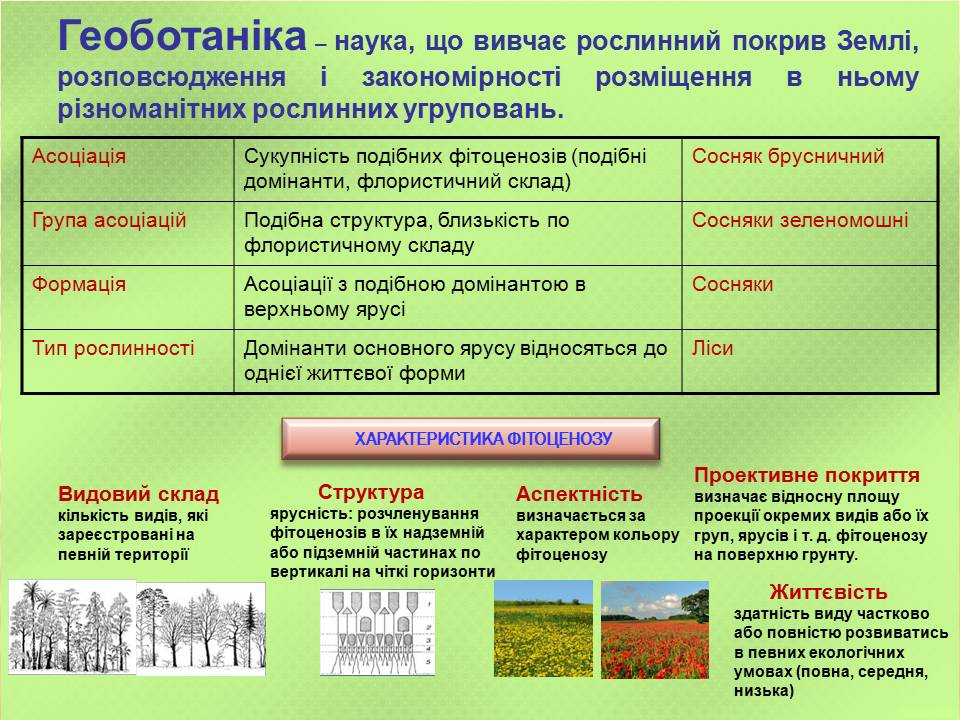 Геоботаніка – наука, що вивчає рослинний покрив Землі,
розповсюдження і закономірності розміщення в ньому
різноманітних рослинних угруповань.
Асоціація
Сукупність подібних фітоценозів (подібні
домінанти, флористичний склад)
Сосняк брусничний
Група асоціацій
Подібна структура, близькість по
флористичному складу
Сосняки зеленомошні
Формація
Асоціації з подібною домінантою в
верхньому ярусі
Сосняки
Тип рослинності
Домінанти основного ярусу відносяться до
однієї життєвої форми
Ліси
ХАРАКТЕРИСТИКА ФІТОЦЕНОЗУ
Видовий склад
кількість видів, які
зареєстровані на
певній території
Структура
ярусність: розчленування
фітоценозів в їх надземній
або підземній частинах по
вертикалі на чіткі горизонти
1
2
3
4
5
Аспектність
визначається за
характером кольору
фітоценозу
Проективне покриття
визначає відносну площу
проекції окремих видів або їх
груп, ярусів і т. д. фітоценозу
на поверхню грунту.
Життєвість
здатність виду частково
або повністю розвиватись
в певних екологічних
умовах (повна, середня,
низька)